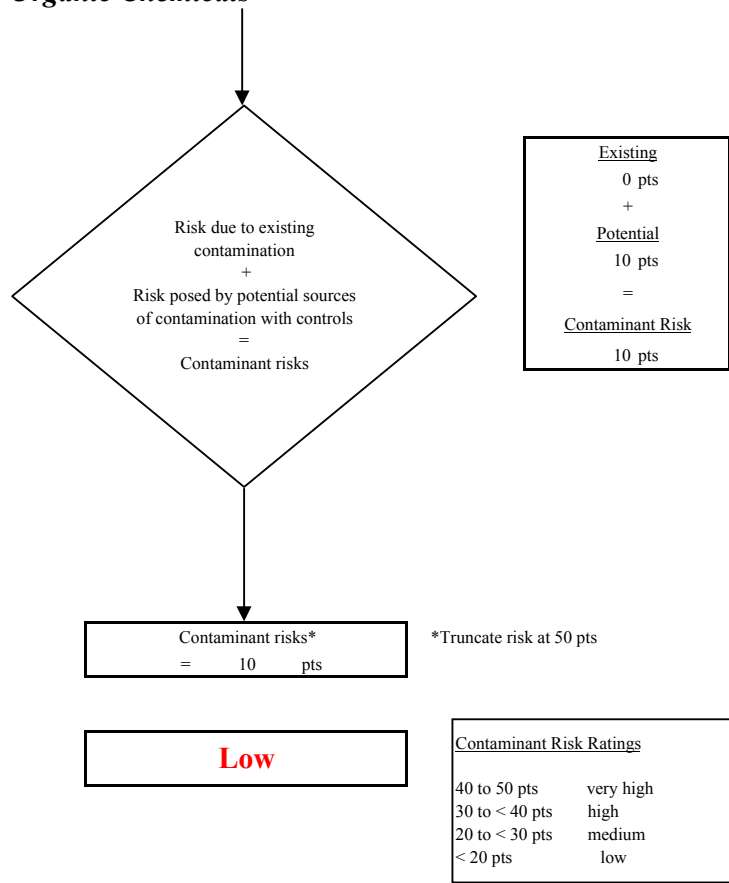 Organic Chemicals
Risk due to existing
contamination
+
Risk posed by potential sources
of contamination with controls
=
Contaminant risks
Existing
0 pts
+
Potential
10 pts
=
Contaminant Risk
10 pts
Contaminant risks*
= 10 pts
*Truncate risk at 50 pts
Low
Contaminant Risk Ratings
40 to 50 pts very high
30 to < 40 pts high
20 to < 30 pts medium
< 20 pts low